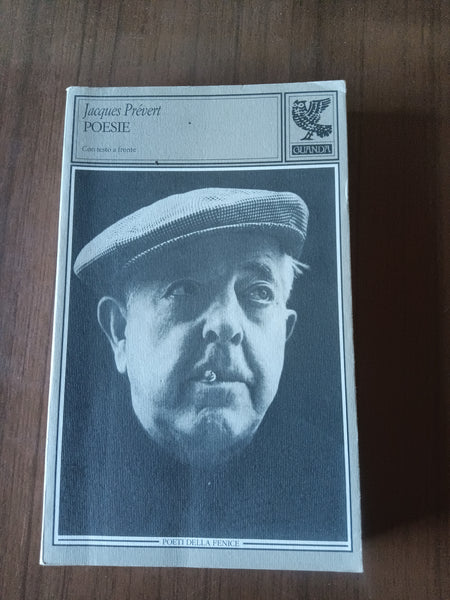 Jacques Prévert
POESIE
Con testo a fronte
GUANDA
POETI DELLA FENICE